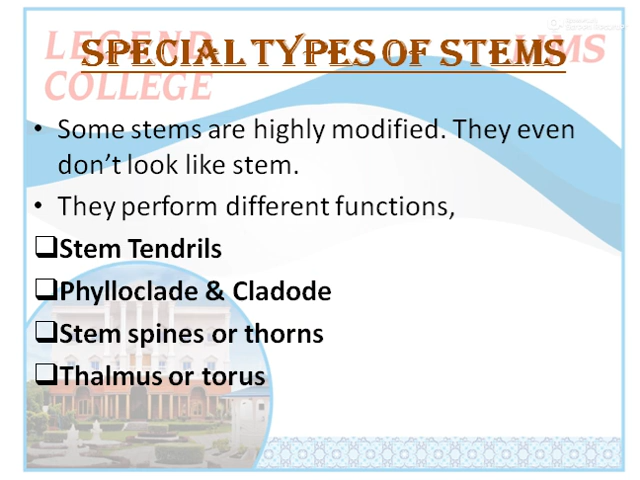 LEGEND
COLLEGE
SPECIAL TYPES OF STEMS
• Some stems are highly modified. They even
don't look like stem.
• They perform different functions,
❑Stem Tendrils
❑Phylloclade & Cladode
❑Stem spines or thorns
❑Thalmus or torus